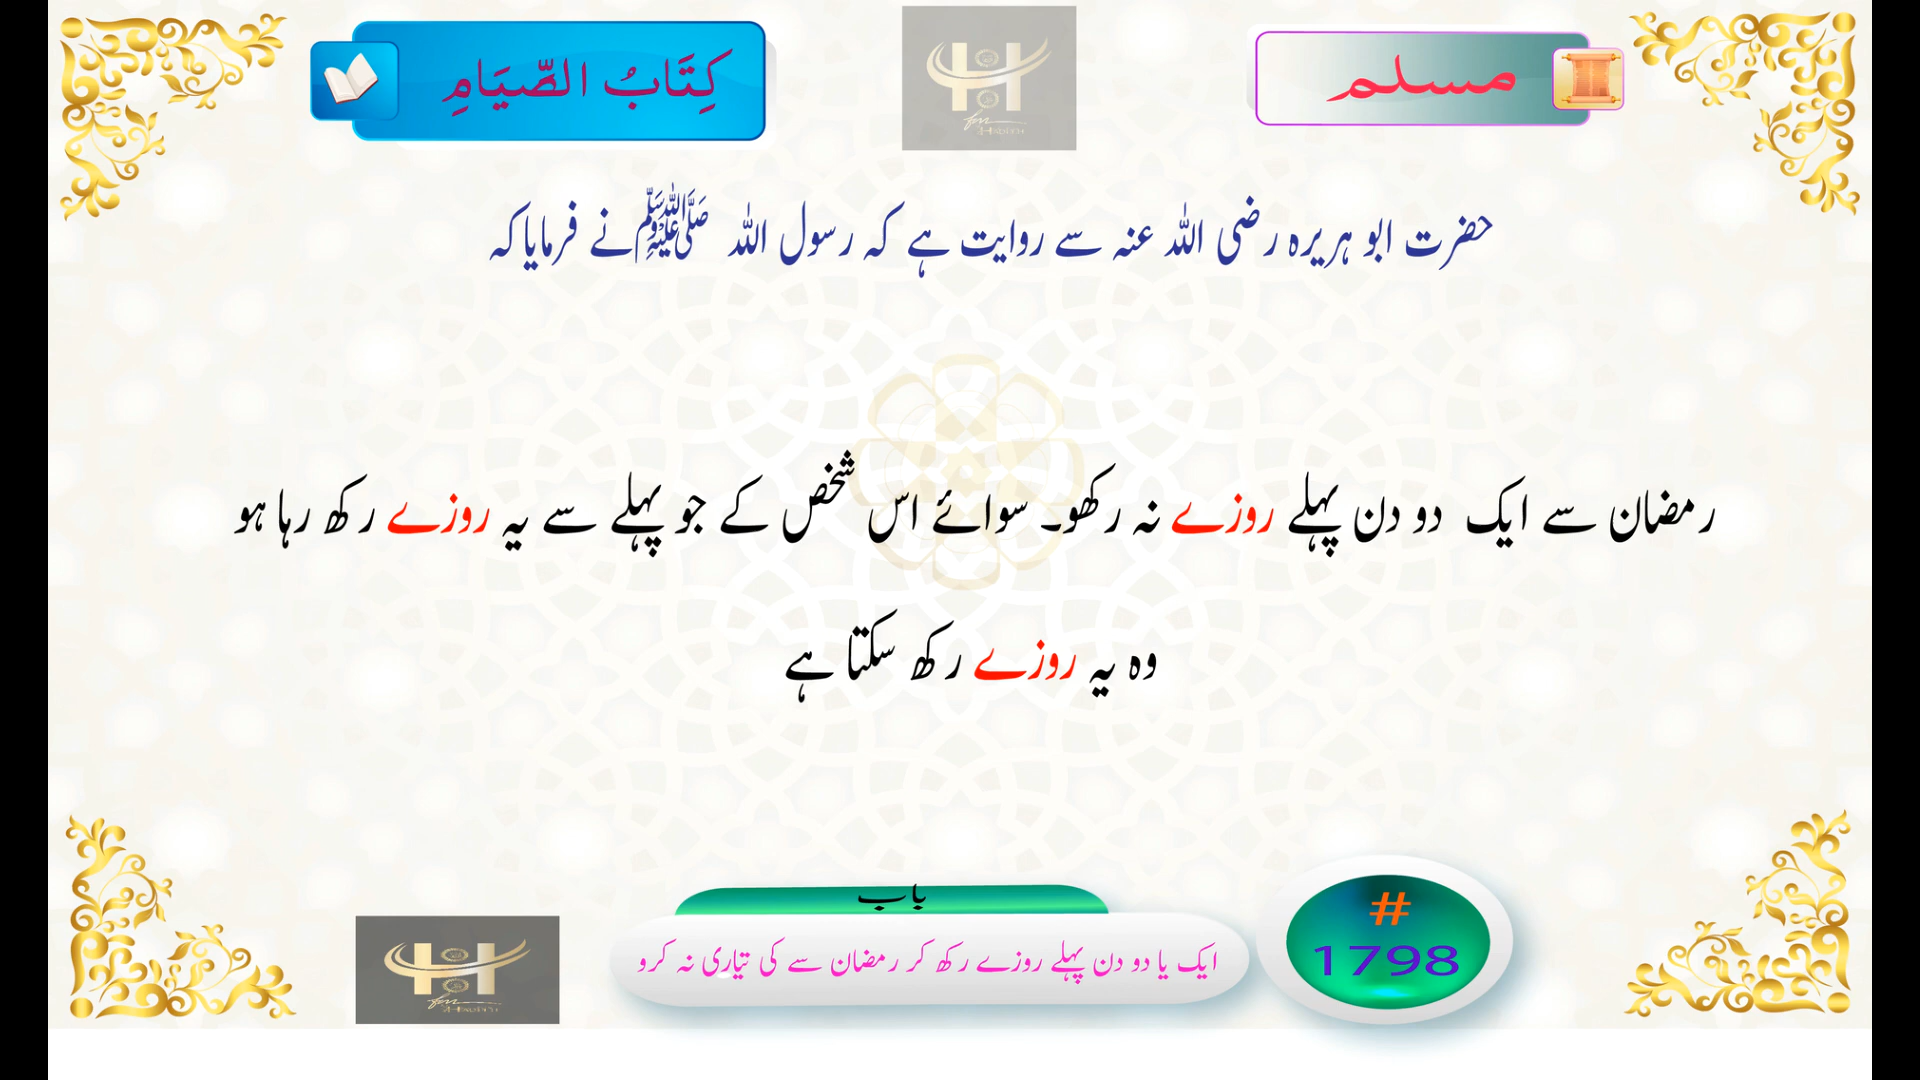 مسلم
كِتَابُ الصِّيَامِ
حضرت ابو ہریرہ رضی اللہ عنہ سے روایت ہے کہ رسول اللہ ﷺ نے فرمایا کہ
رمضان سے ایک دو دن پہلے روزے نہ رکھو۔ سوائے اس شخص کے جو پہلے سے یہ روزے رکھ رہا ہو
وہ یہ روزے رکھ سکتا ہے
باب
ایک یا دو دن پہلے روزے رکھ کر رمضان سے کی تیاری نہ کرو
#
1798